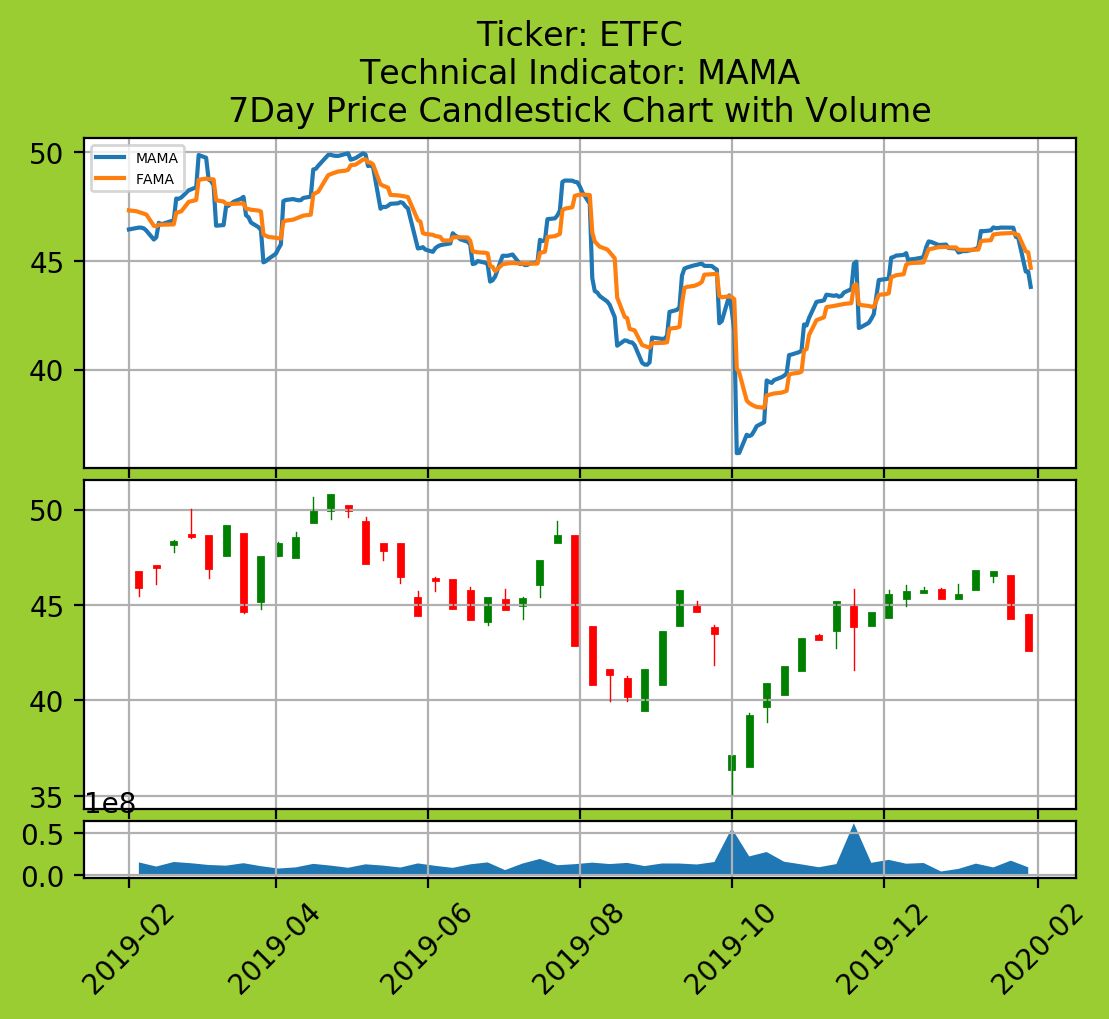 Ticker: ETFC
Technical Indicator: MAMA
7Day Price Candlestick Chart with Volume
MAMA
FAMA
50
45
40
50
45
40
35
1e8
0.5
0.0
2019-02
2019-04
2019-06
2019-08
2019-10
2019-12
2020-02